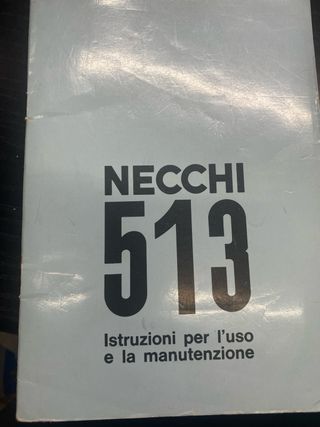 NECCHI
513
Istruzioni per l'uso
e la manutenzione